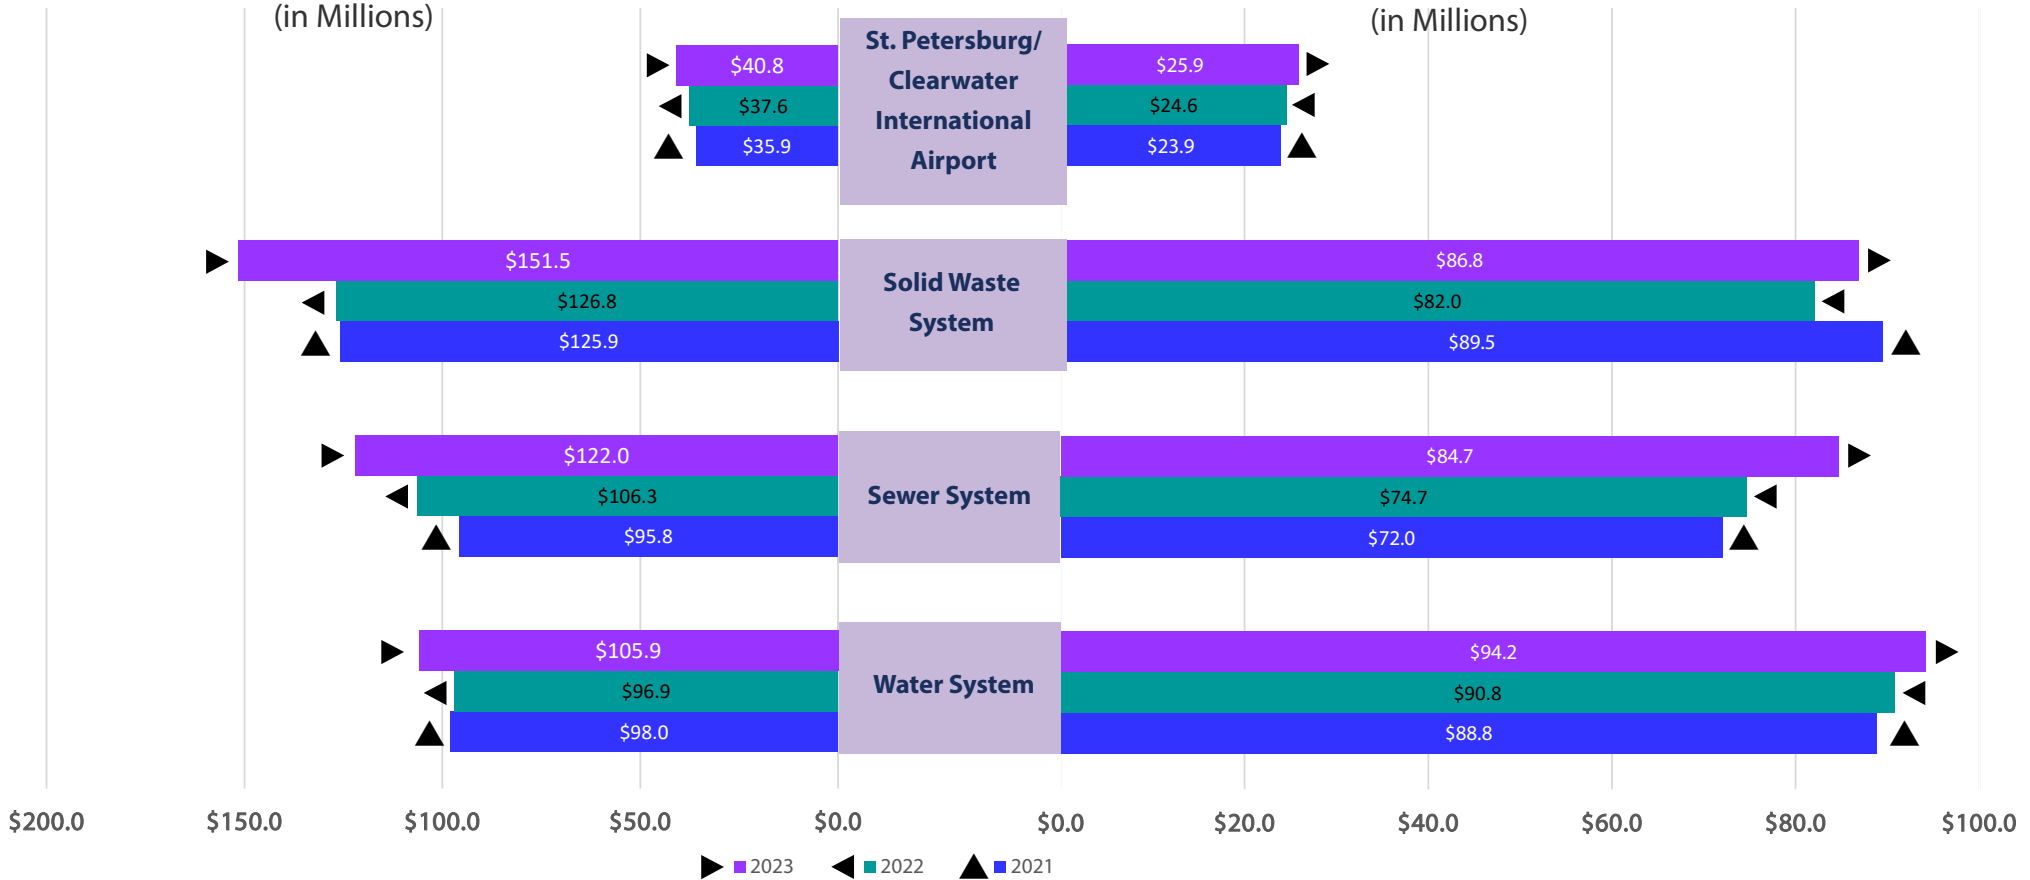 (in Millions)
(in Millions)
St. Petersburg/
Clearwater
International
Airport
$40.8
$37.6
$35.9
$25.9
$24.6
$23.9
Solid Waste
System
$151.5
$126.8
$125.9
$86.8
$82.0
$89.5
Sewer System
$122.0
$106.3
$95.8
$84.7
$74.7
$72.0
Water System
$105.9
$96.9
$98.0
$94.2
$90.8
$88.8
$200.0 $150.0 $100.0 $50.0 $0.0 $0.0 $20.0 $40.0 $60.0 $80.0 $100.0
2023 2022 2021